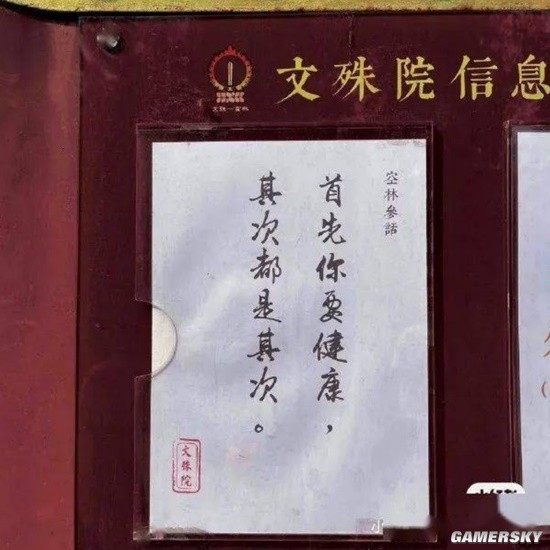 文殊院信息
空林參話
首先你要健康，
其次都是其次。
文殊院
GAMERSKY